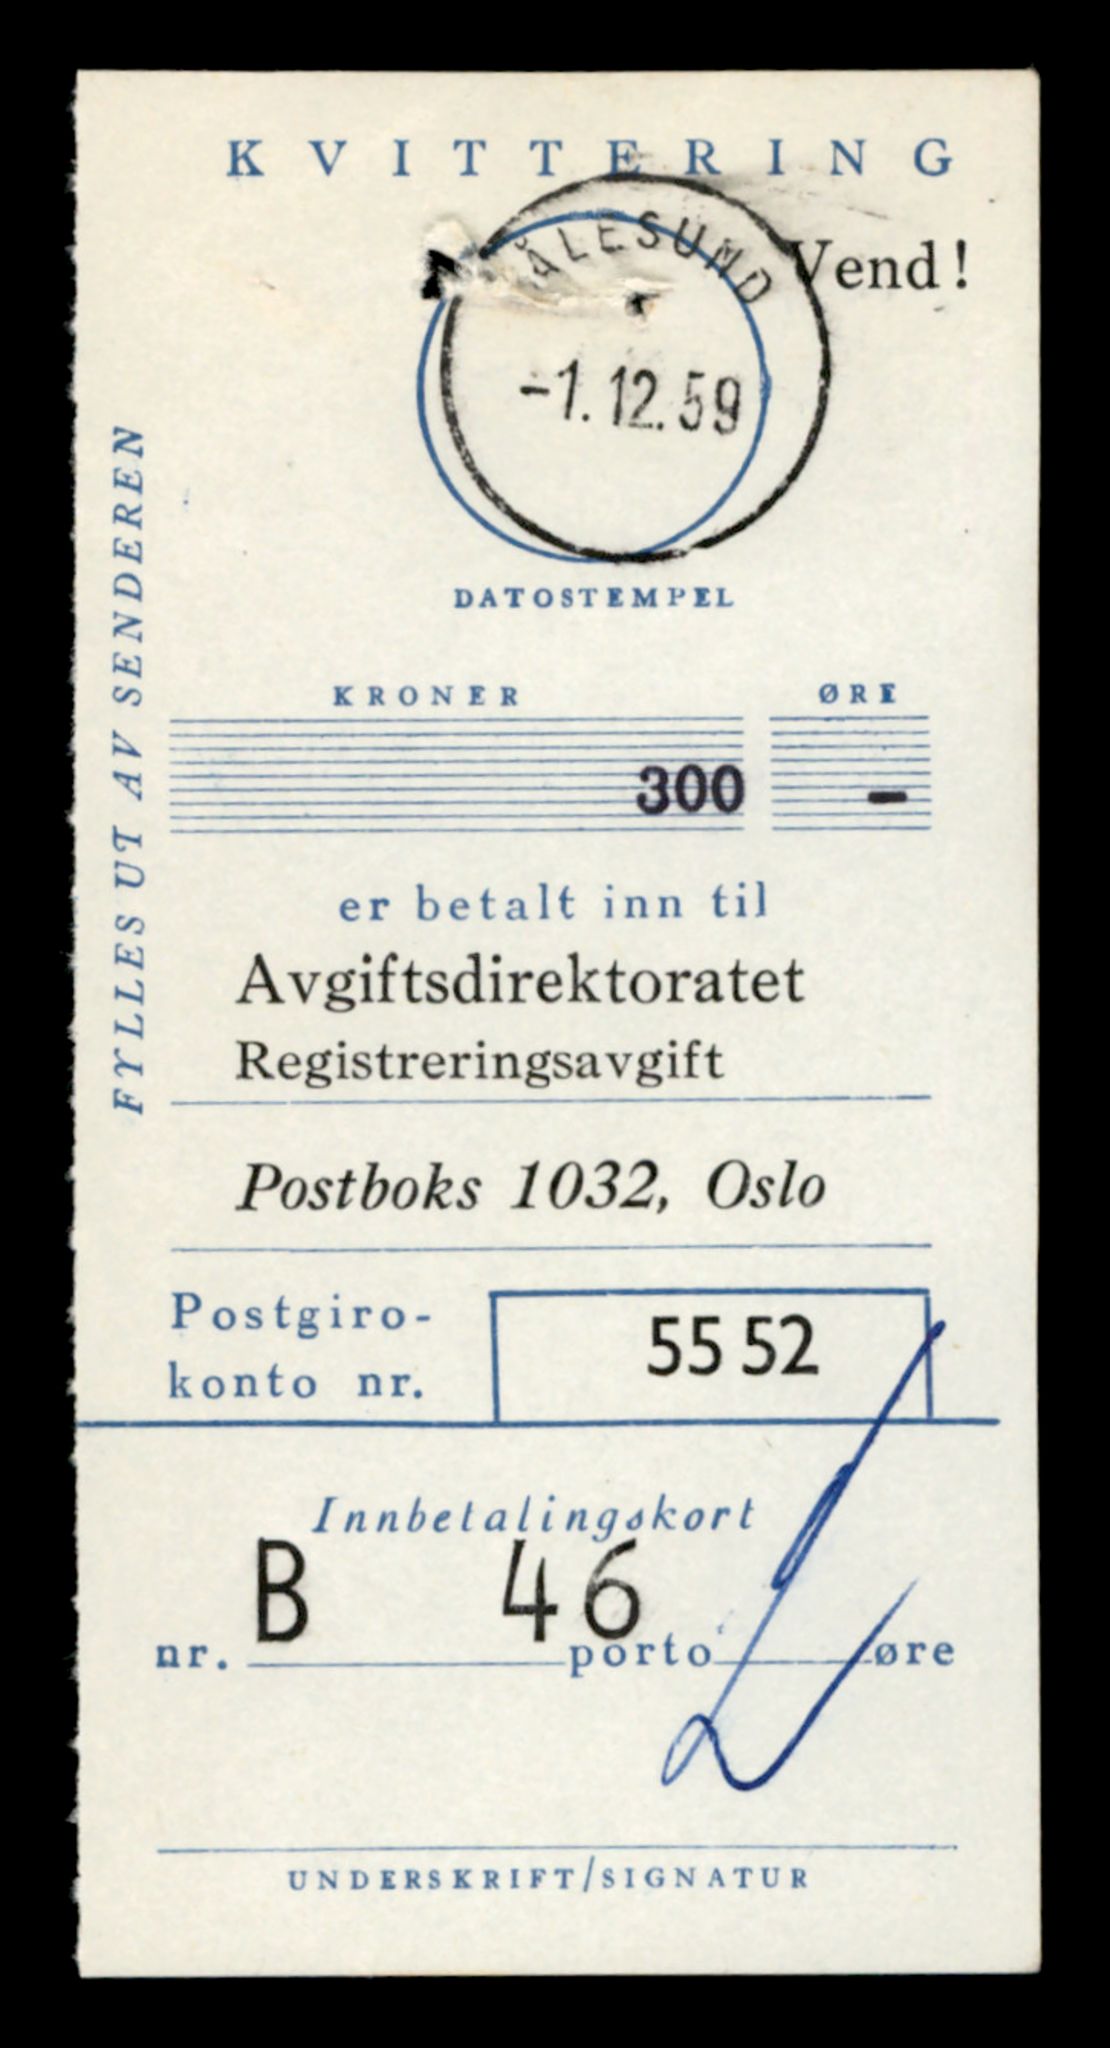 KVITTERING
Vend!
ÅLESUND
-1.12.59
DATOSTEMPEL
FYLLES UT AV SENDEREN
KRONER ØRE
300 -
er betalt inn til
Avgiftsdirektoratet
Registreringsavgift
Postboks 1032, Oslo
Postgiro-
konto nr.
55 52
Innbetalingskort
B 46
nr. porto øre
UNDERSKRIFT/SIGNATUR